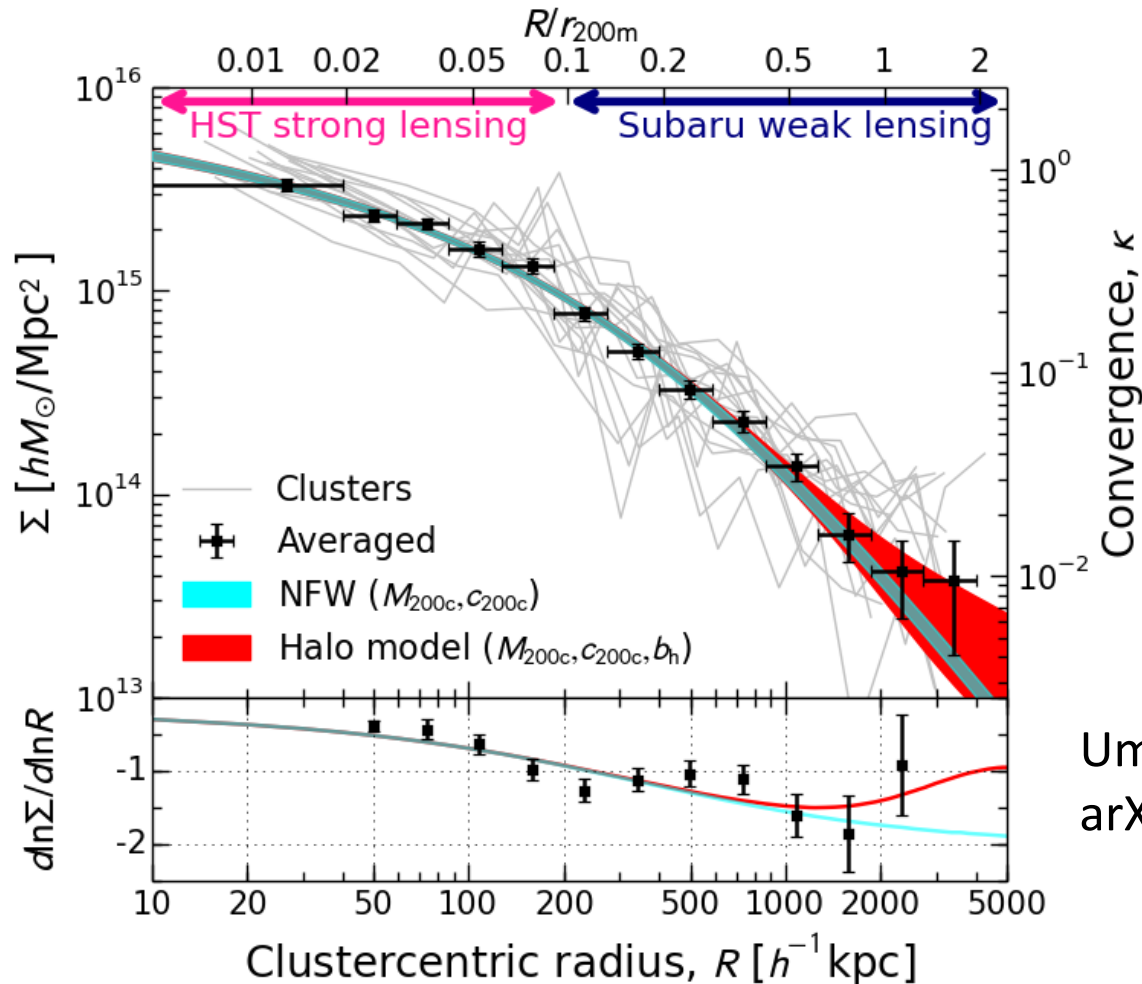 R/r200m
0.01 0.02 0.05 0.1 0.2 0.5 1 2
10^16
HST strong lensing Subaru weak lensing
10^0
Σ [hM⊙/Mpc²]
10^15
Convergence, κ
10^-1
Clusters
10^14
Averaged
10^-2
NFW (M200c,c200c)
Halo model (M200c,c200c,bh)
10^13
dlnΣ/dlnR
-1
-2
Um
arX
10 20 50 100 200 500 1000 2000 5000
Clustercentric radius, R [h^-1 kpc]